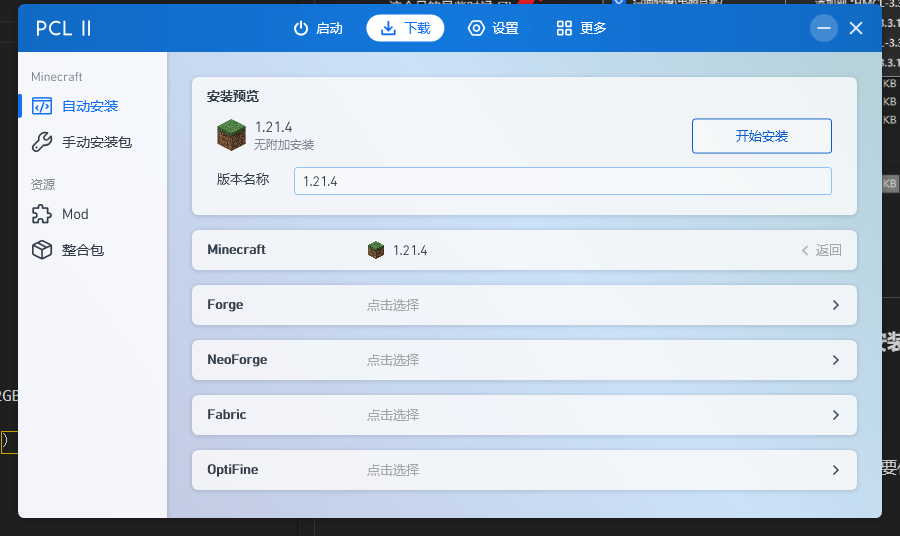 PCL II
启动
下载
设置
更多
Minecraft
自动安装
手动安装包
资源
Mod
整合包
安装预览
1.21.4
无附加安装
开始安装
版本名称
1.21.4
Minecraft
1.21.4
返回
Forge
点击选择
NeoForge
点击选择
Fabric
点击选择
OptiFine
点击选择
KB
KB
KB
KB